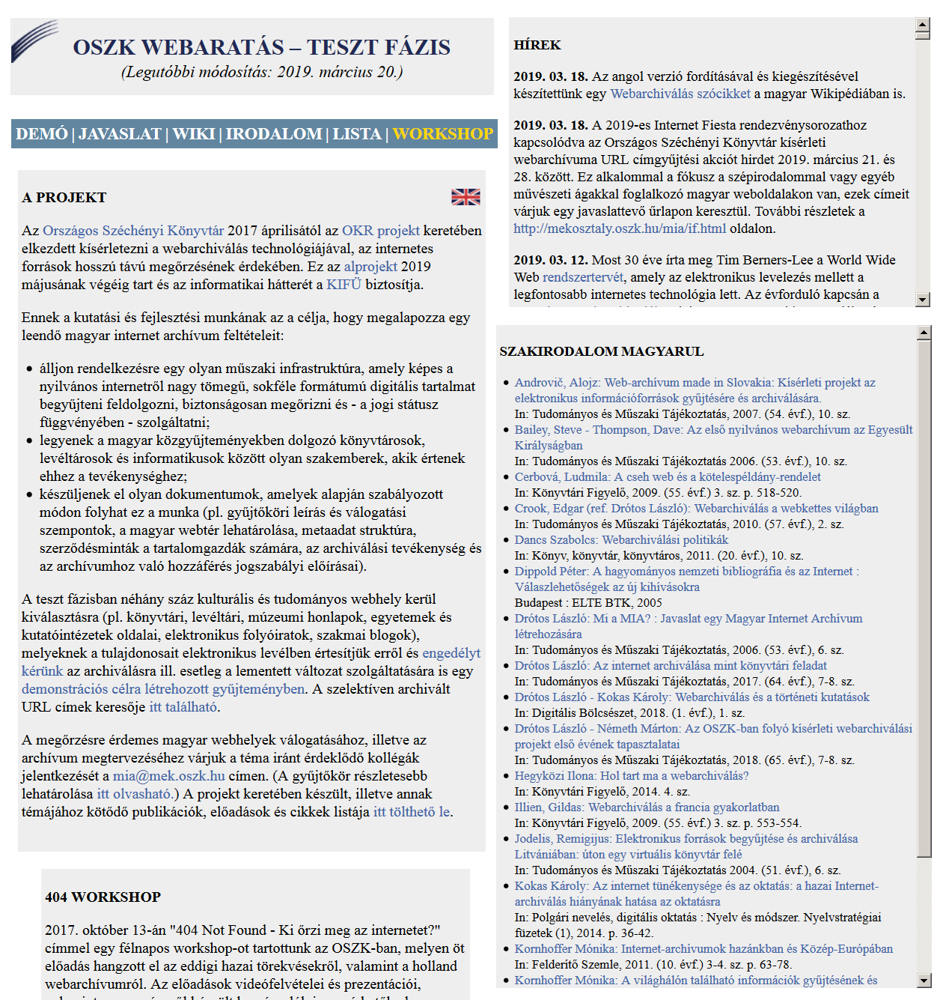 OSZK WEBARATÁS – TESZT FÁZIS
(Legutóbbi módosítás: 2019. március 20.)
DEMÓ | JAVASLAT | WIKI | IRODALOM | LISTA | WORKSHOP
A PROJEKT
Az Országos Széchényi Könyvtár 2017 áprilisától az OKR projekt keretében
elkezdett kísérletezni a webarchiválás technológiájával, az internetes
források hosszú távú megőrzésének érdekében. Ez az alprojekt 2019
májusának végéig tart és az informatikai hátterét a KIFÜ biztosítja.
Ennek a kutatási és fejlesztési munkának az a célja, hogy megalapozza egy
leendő magyar internet archívum feltételeit:
• álljon rendelkezésre egy olyan műszaki infrastruktúra, amely képes a
nyilvános internetről nagy tömegű, sokféle formátumú digitális tartalmat
begyűjteni feldolgozni, biztonságosan megőrizni és - a jogi státusz
függvényében - szolgáltatni;
• legyenek a magyar közgyűjteményekben dolgozó könyvtárosok,
levéltárosok és informatikusok között olyan szakemberek, akik értenek
ehhez a tevékenységhez;
• készüljenek el olyan dokumentumok, amelyek alapján szabályozott
módon folyhat ez a munka (pl. gyűjtőköri leírás és válogatási
szempontok, a magyar webtér lehatárolása, metaadat struktúra,
szerződésminták a tartalomgazdák számára, az archiválási tevékenység és
az archívumhoz való hozzáférés jogszabályi előírásai).
A teszt fázisban néhány száz kulturális és tudományos webhely kerül
kiválasztásra (pl. könyvtári, levéltári, múzeumi honlapok, egyetemek és
kutatóintézetek oldalai, elektronikus folyóiratok, szakmai blogok),
melyeknek a tulajdonosait elektronikus levélben értesítjük erről és engedélyt
kérünk az archiválásra ill. esetleg a lementett változat szolgáltatására is egy
demonstrációs célra létrehozott gyűjteményben. A szelektíven archivált
URL címek keresője itt található.
A megőrzésre érdemes magyar webhelyek válogatásához, illetve az
archívum megtervezéséhez várjuk a téma iránt érdeklődő kollégák
jelentkezését a mia@mek.oszk.hu címen. (A gyűjtőkör részletesebb
lehatárolása itt olvasható.) A projekt keretében készült, illetve annak
témájához kötődő publikációk, előadások és cikkek listája itt tölthető le.
404 WORKSHOP
2017. október 13-án "404 Not Found - Ki őrzi meg az internetet?"
címmel egy félnapos workshop-ot tartottunk az OSZK-ban, melyen öt
előadás hangzott el az eddigi hazai törekvésekről, valamint a holland
webarchívumról. Az előadások videófelvételei és prezentációi,
HÍREK
2019. 03. 18. Az angol verzió fordításával és kiegészítésével
készítettünk egy Webarchiválás szócikket a magyar Wikipédiában is.
2019. 03. 18. A 2019-es Internet Fiesta rendezvénysorozathoz
kapcsolódva az Országos Széchényi Könyvtár kísérleti
webarchívuma URL címgyűjtési akciót hirdet 2019. március 21. és
28. között. Ez alkalommal a fókusz a szépirodalommal vagy egyéb
művészeti ágakkal foglalkozó magyar weboldalakon van, ezek címeit
várjuk egy javaslattevő űrlapon keresztül. További részletek a
http://mekosztaly.oszk.hu/mia/if.html oldalon.
2019. 03. 12. Most 30 éve írta meg Tim Berners-Lee a World Wide
Web rendszertervét, amely az elektronikus levelezés mellett a
legfontosabb internetes technológia lett. Az évforduló kapcsán a
SZAKIRODALOM MAGYARUL
• Androvič, Alojz: Web-archívum made in Slovakia: Kísérleti projekt az
elektronikus információforrások gyűjtésére és archiválására.
In: Tudományos és Műszaki Tájékoztatás, 2007. (54. évf.), 10. sz.
• Bailey, Steve - Thompson, Dave: Az első nyilvános webarchívum az Egyesült
Királyságban
In: Tudományos és Műszaki Tájékoztatás 2006. (53. évf.), 10. sz.
• Cerbová, Ludmila: A cseh web és a kötelespéldány-rendelet
In: Könyvtári Figyelő, 2009. (55. évf.) 3. sz. p. 518-520.
• Crook, Edgar (ref. Drótos László): Webarchiválás a webkettes világban
In: Tudományos és Műszaki Tájékoztatás, 2010. (57. évf.), 2. sz.
• Dancs Szabolcs: Webarchiválási politikák
In: Könyv, könyvtár, könyvtáros, 2011. (20. évf.), 10. sz.
• Dippold Péter: A hagyományos nemzeti bibliográfia és az Internet :
Válaszlehetőségek az új kihívásokra
Budapest : ELTE BTK, 2005
• Drótos László: Mi a MIA? : Javaslat egy Magyar Internet Archívum
létrehozására
In: Tudományos és Műszaki Tájékoztatás, 2006. (53. évf.), 6. sz.
• Drótos László: Az internet archiválása mint könyvtári feladat
In: Tudományos és Műszaki Tájékoztatás, 2017. (64. évf.), 7-8. sz.
• Drótos László - Kokas Károly: Webarchiválás és a történeti kutatások
In: Digitális Bölcsészet, 2018. (1. évf.), 1. sz.
• Drótos László - Németh Márton: Az OSZK-ban folyó kísérleti webarchiválási
projekt első évének tapasztalatai
In: Tudományos és Műszaki Tájékoztatás, 2018. (65. évf.), 7-8. sz.
• Hegyközi Ilona: Hol tart ma a webarchiválás?
In: Könyvtári Figyelő, 2014. 4. sz.
• Illien, Gildas: Webarchiválás a francia gyakorlatban
In: Könyvtári Figyelő, 2009. (55. évf.) 3. sz. p. 553-554.
• Jodelis, Remigijus: Elektronikus források begyűjtése és archiválása
Litvániában: úton egy virtuális könyvtár felé
In: Tudományos és Műszaki Tájékoztatás 2004. (51. évf.), 6. sz.
• Kokas Károly: Az internet tünékenysége és az oktatás: a hazai Internet-
archiválás hiányának hatása az oktatásra
In: Polgári nevelés, digitális oktatás : Nyelv és módszer. Nyelvstratégiai
füzetek (1), 2014. p. 36-42.
• Kornhoffer Mónika: Internet-archívumok hazánkban és Közép-Európában
In: Felderítő Szemle, 2011. (10. évf.) 3-4. sz. p. 63-78.
• Kornhoffer Mónika: A világhálón található információk gyűjtésének és